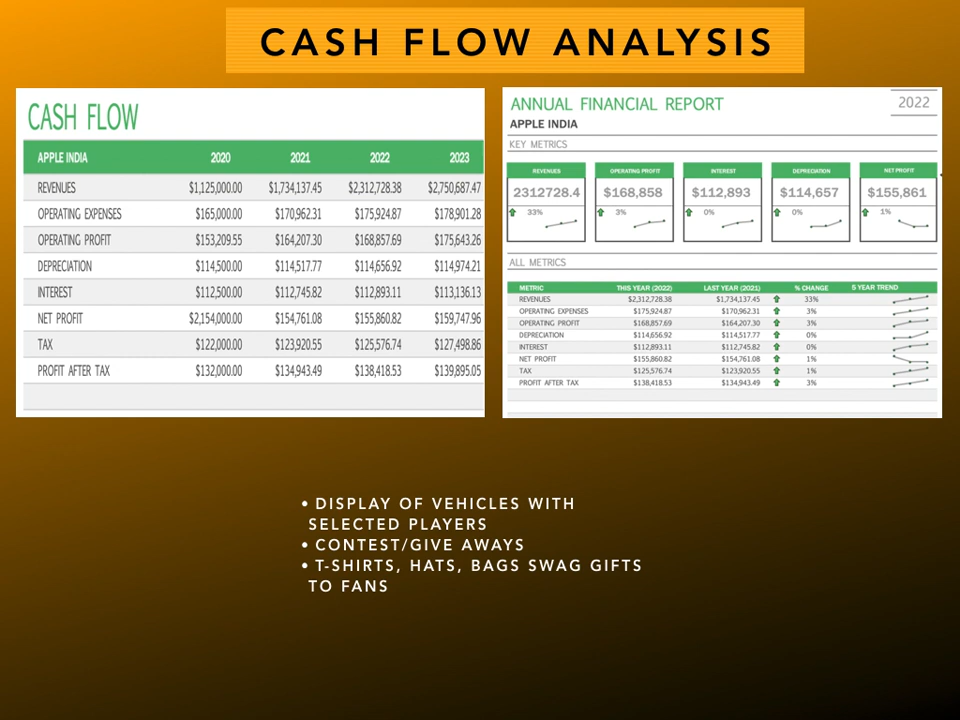 CASH FLOW ANALYSIS
CASH FLOW
APPLE INDIA 2020 2021 2022 2023
REVENUES $1,125,000.00 $1,734,137.45 $2,312,728.38 $2,750,687.47
OPERATING EXPENSES $165,000.00 $170,962.31 $175,924.87 $178,901.28
OPERATING PROFIT $153,209.55 $164,207.30 $168,857.69 $175,643.26
DEPRECIATION $114,500.00 $114,517.77 $114,656.92 $114,974.21
INTEREST $112,500.00 $112,745.82 $112,893.11 $113,136.13
NET PROFIT $2,154,000.00 $154,761.08 $155,860.82 $159,747.96
TAX $122,000.00 $123,920.55 $125,576.74 $127,498.86
PROFIT AFTER TAX $132,000.00 $134,943.49 $138,418.53 $139,895.05
ANNUAL FINANCIAL REPORT 2022
APPLE INDIA
KEY METRICS
REVENUES OPERATING PROFIT INTEREST DEPRECIATION NET PROFIT
2312728.4 $168,858 $112,893 $114,657 $155,861
33% 3% 0% 0% 1%
ALL METRICS
METRIC THIS YEAR (2022) LAST YEAR (2021) % CHANGE 5 YEAR TREND
REVENUES $2,312,728.38 $1,734,137.45 33%
OPERATING EXPENSES $175,924.87 $170,962.31 3%
OPERATING PROFIT $168,857.69 $164,207.30 3%
DEPRECIATION $114,656.92 $114,517.77 0%
INTEREST $112,893.11 $112,745.82 0%
NET PROFIT $155,860.82 $154,761.08 1%
TAX $125,576.74 $123,920.55 1%
PROFIT AFTER TAX $138,418.53 $134,943.49 3%
• DISPLAY OF VEHICLES WITH
SELECTED PLAYERS
• CONTEST/GIVE AWAYS
• T-SHIRTS, HATS, BAGS SWAG GIFTS
TO FANS